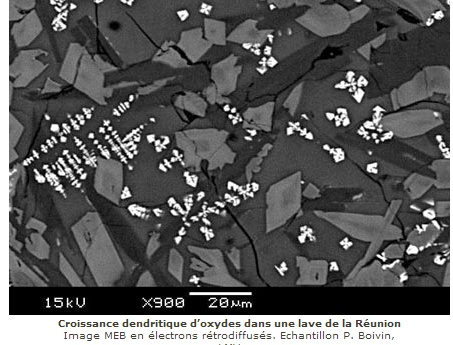 15kV X900 20µm
Croissance dendritique d'oxydes dans une lave de la Réunion
Image MEB en électrons rétrodiffusés. Echantillon P. Boivin,